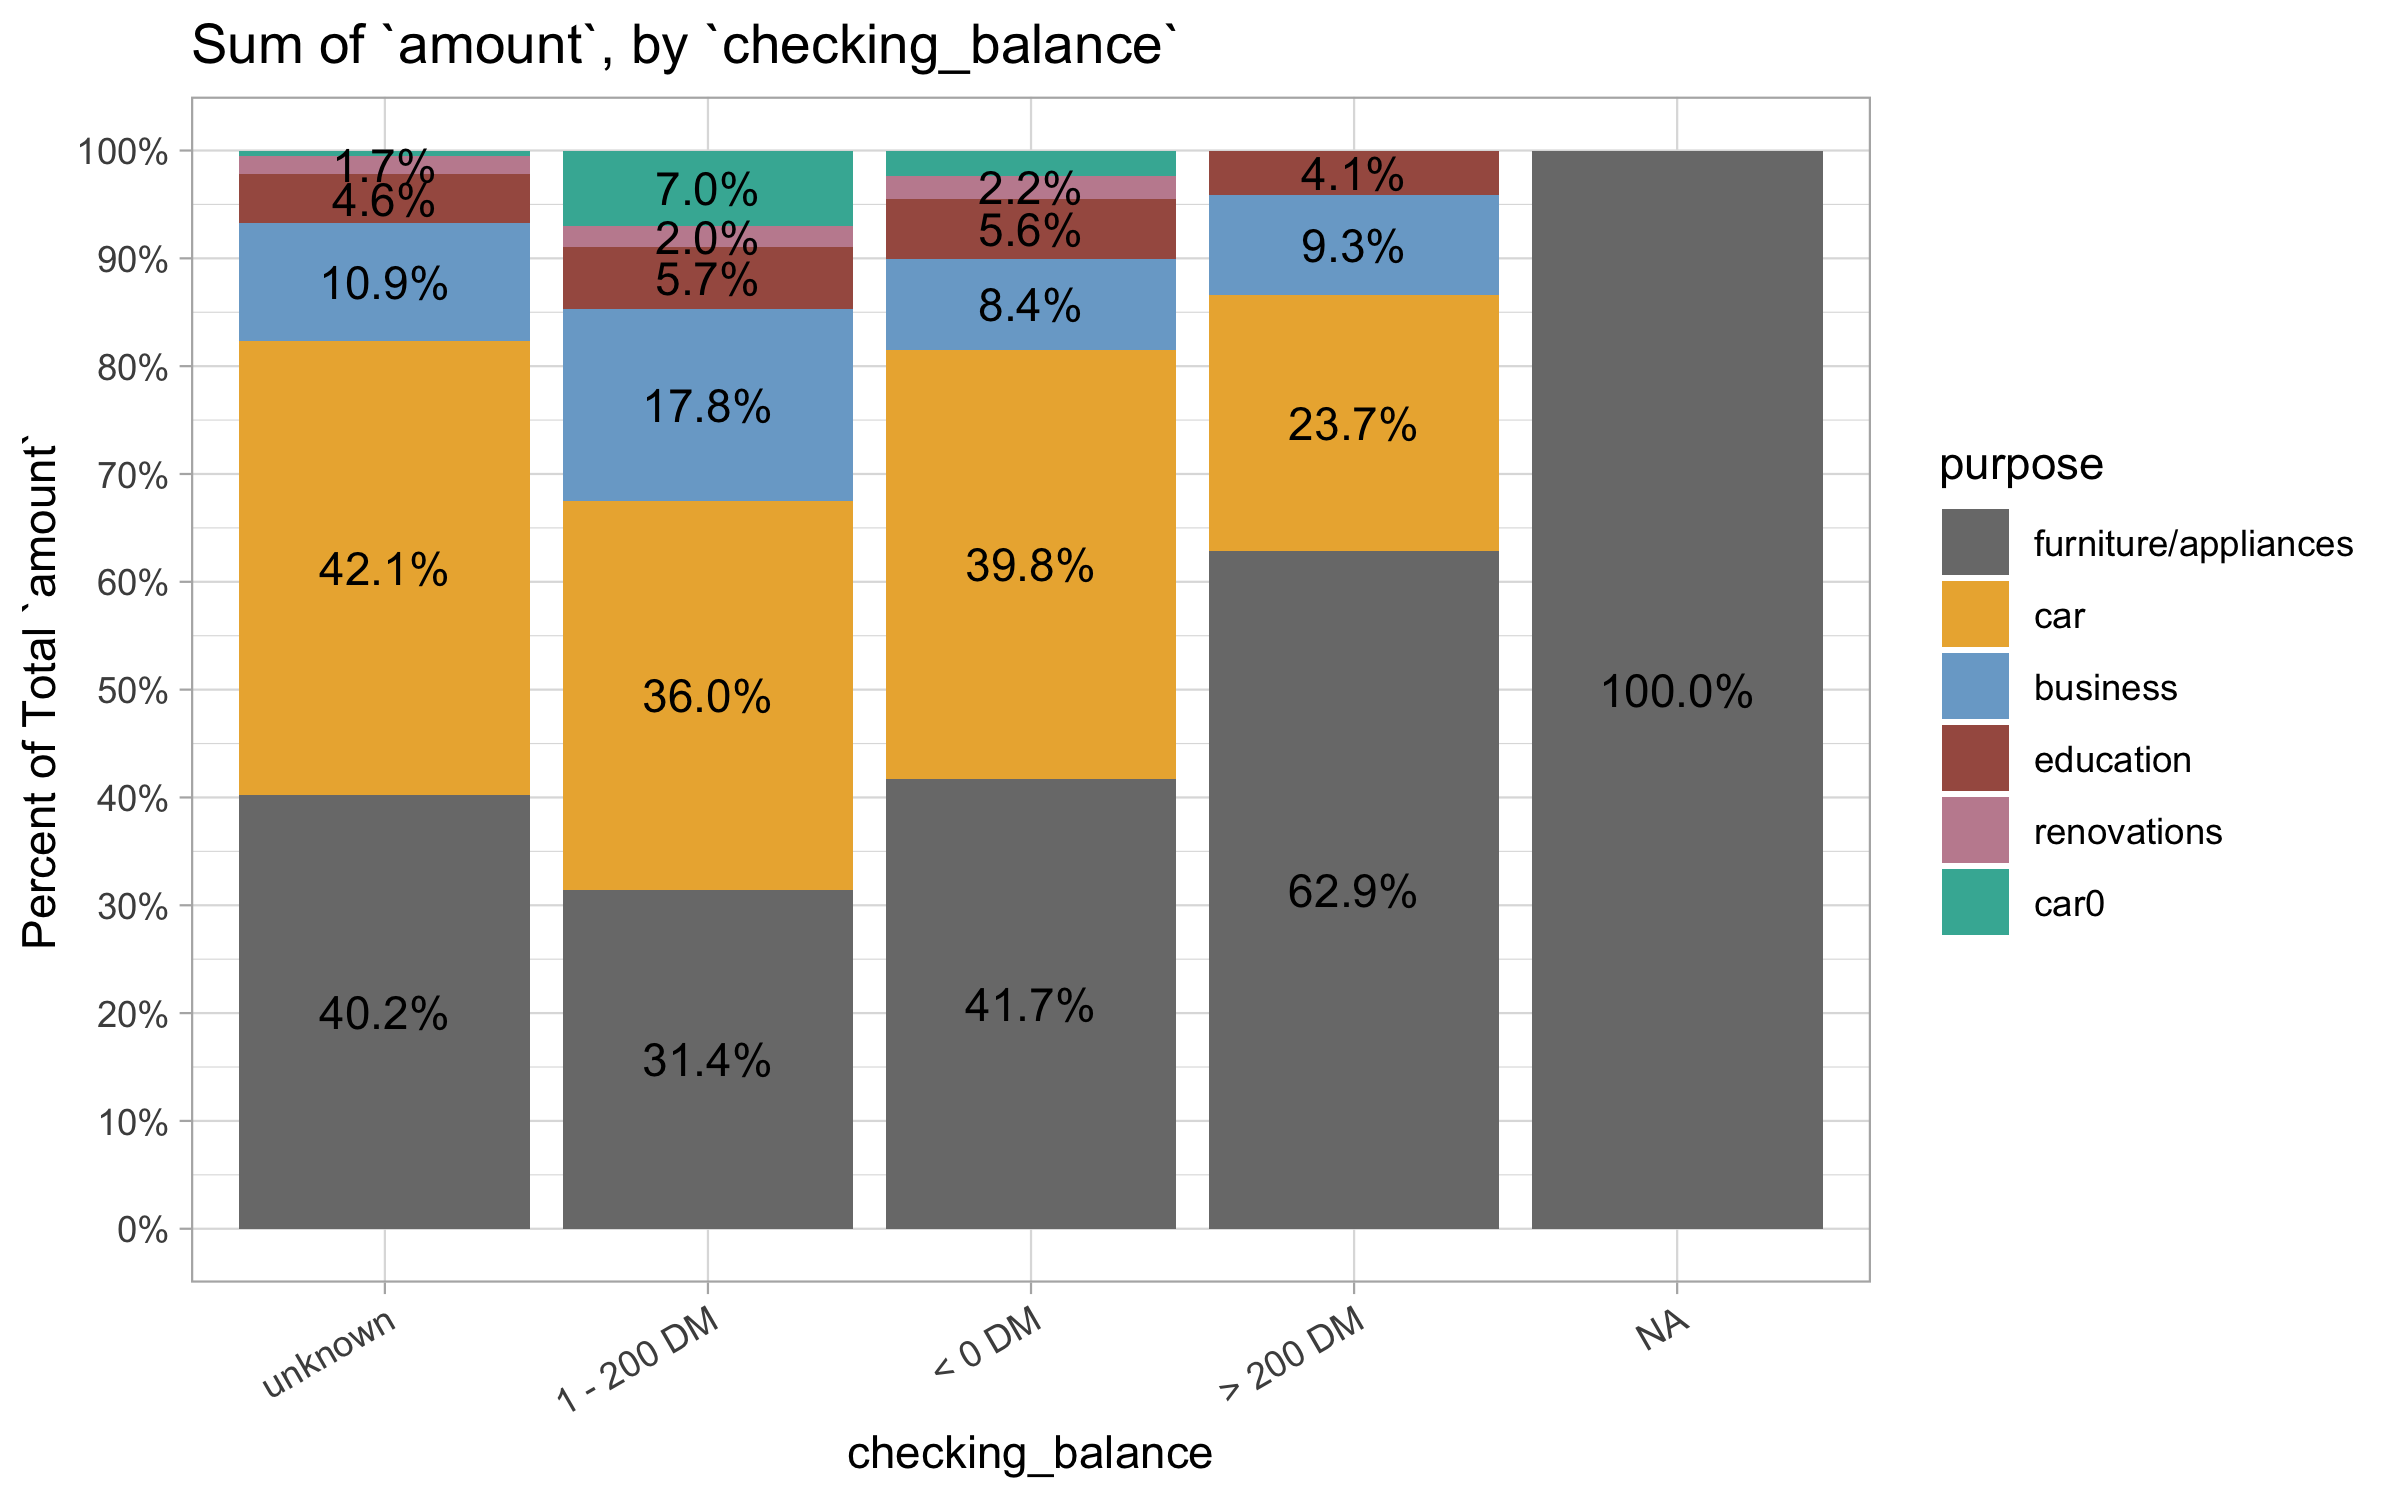 Sum of `amount`, by `checking_balance`
Percent of Total `amount`
100%
90%
80%
70%
60%
50%
40%
30%
20%
10%
0%
1.7%
4.6%
10.9%
42.1%
40.2%
7.0%
2.0%
5.7%
17.8%
36.0%
31.4%
2.2%
5.6%
8.4%
39.8%
41.7%
4.1%
9.3%
23.7%
62.9%
100.0%
unknown
1 - 200 DM
< 0 DM
> 200 DM
NA
checking_balance
purpose
furniture/appliances
car
business
education
renovations
car0